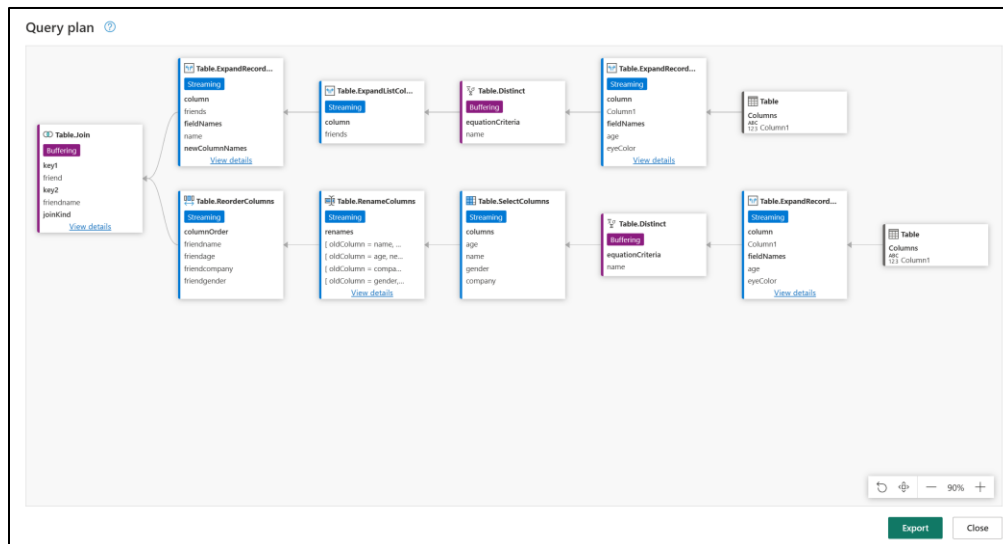 Query plan
Table.Join
Buffering
key1
friend
key2
friendname
joinKind
View details
Table.ExpandRecord...
Streaming
column
friends
fieldNames
name
newColumnNames
View details
Table.ExpandListCol...
Streaming
column
friends
Table.Distinct
Buffering
equationCriteria
name
Table.ExpandRecord...
Streaming
column
Column1
fieldNames
age
eyeColor
View details
Table
Columns
ABC
123 Column1
Table.ReorderColumns
Streaming
columnOrder
friendname
friendage
friendcompany
friendgender
Table.RenameColumns
Streaming
renames
[ oldColumn = name, ...
[ oldColumn = age, ne...
[ oldColumn = compa...
[ oldColumn = gender,...
View details
Table.SelectColumns
Streaming
columns
age
name
gender
company
Table.Distinct
Buffering
equationCriteria
name
Table.ExpandRecord...
Streaming
column
Column1
fieldNames
age
eyeColor
View details
Table
Columns
ABC
123 Column1
90%
Export
Close